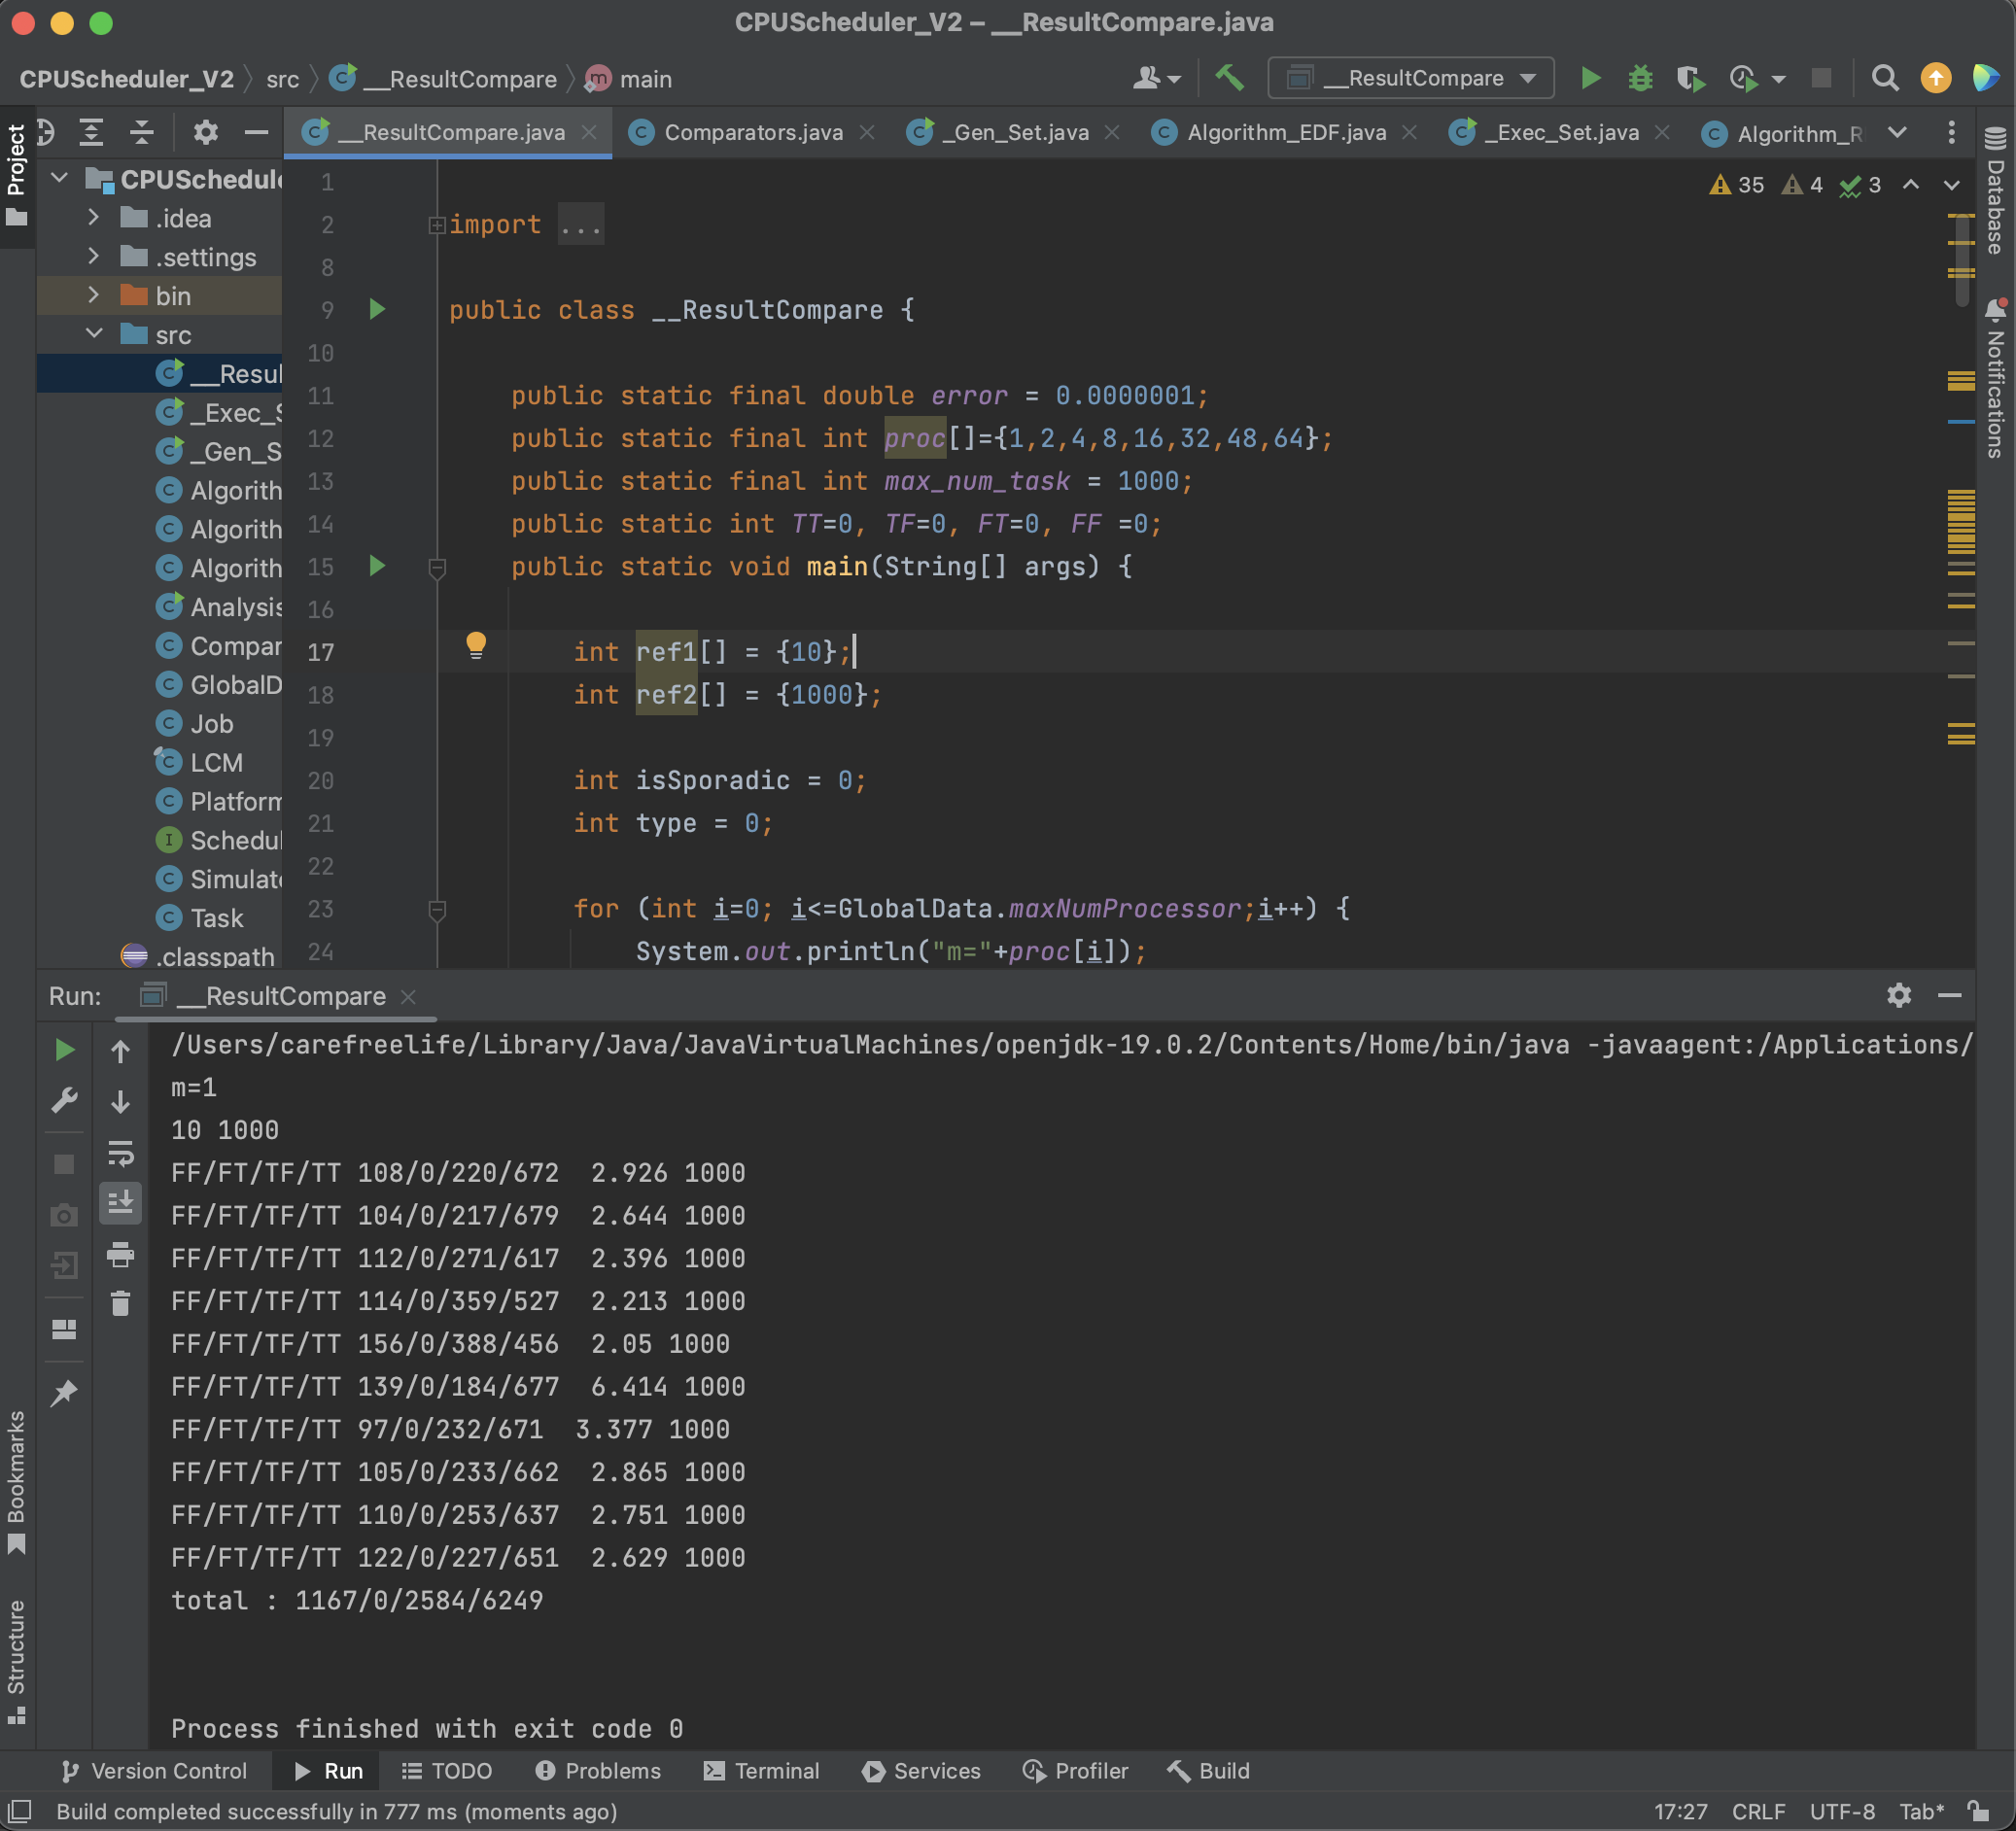 CPUScheduler_V2 – __ResultCompare.java
CPUScheduler_V2 src __ResultCompare main
__ResultCompare
Project
__ResultCompare.java Comparators.java _Gen_Set.java Algorithm_EDF.java _Exec_Set.java Algorithm_R
CPUSchedule
.idea
.settings
bin
src
__Resul
_Exec_S
_Gen_S
Algorith
Algorith
Algorith
Analysis
Compar
GlobalD
Job
LCM
Platform
Schedul
Simulat
Task
.classpath
35 4 3
1
2 import ...
8
9 public class __ResultCompare {
10
11 public static final double error = 0.0000001;
12 public static final int proc[]={1,2,4,8,16,32,48,64};
13 public static final int max_num_task = 1000;
14 public static int TT=0, TF=0, FT=0, FF =0;
15 public static void main(String[] args) {
16
17 int ref1[] = {10};
18 int ref2[] = {1000};
19
20 int isSporadic = 0;
21 int type = 0;
22
23 for (int i=0; i<=GlobalData.maxNumProcessor;i++) {
24 System.out.println("m="+proc[i]);
Database
Notifications
Run: __ResultCompare
/Users/carefreelife/Library/Java/JavaVirtualMachines/openjdk-19.0.2/Contents/Home/bin/java -javaagent:/Applications/
m=1
10 1000
FF/FT/TF/TT 108/0/220/672  2.926 1000
FF/FT/TF/TT 104/0/217/679  2.644 1000
FF/FT/TF/TT 112/0/271/617  2.396 1000
FF/FT/TF/TT 114/0/359/527  2.213 1000
FF/FT/TF/TT 156/0/388/456  2.05 1000
FF/FT/TF/TT 139/0/184/677  6.414 1000
FF/FT/TF/TT 97/0/232/671  3.377 1000
FF/FT/TF/TT 105/0/233/662  2.865 1000
FF/FT/TF/TT 110/0/253/637  2.751 1000
FF/FT/TF/TT 122/0/227/651  2.629 1000
total : 1167/0/2584/6249
Process finished with exit code 0
Bookmarks
Structure
Version Control Run TODO Problems Terminal Services Profiler Build
Build completed successfully in 777 ms (moments ago) 17:27 CRLF UTF-8 Tab*